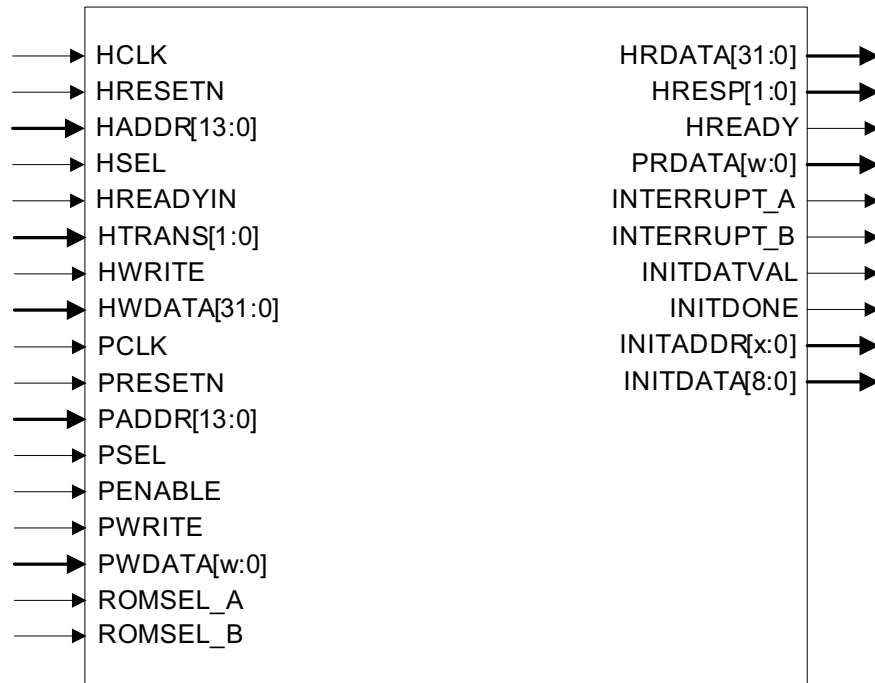 HCLK
HRESETN
HADDR[13:0]
HSEL
HREADYIN
HTRANS[1:0]
HWRITE
HWDATA[31:0]
PCLK
PRESETN
PADDR[13:0]
PSEL
PENABLE
PWRITE
PWDATA[w:0]
ROMSEL_A
ROMSEL_B
HRDATA[31:0]
HRESP[1:0]
HREADY
PRDATA[w:0]
INTERRUPT_A
INTERRUPT_B
INITDATVAL
INITDONE
INITADDR[x:0]
INITDATA[8:0]